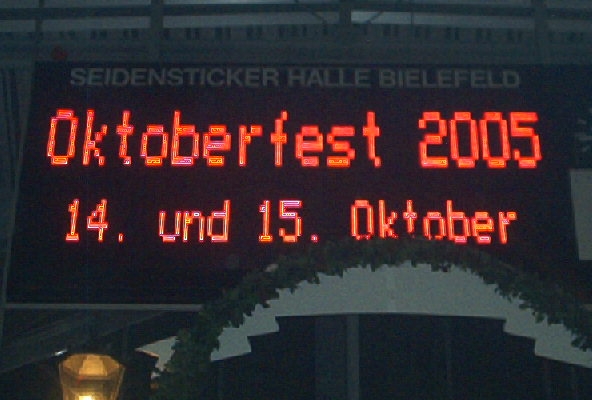 SEIDENSTICKER HALLE BIELEFELD
Oktoberfest 2005
14. und 15. Oktober